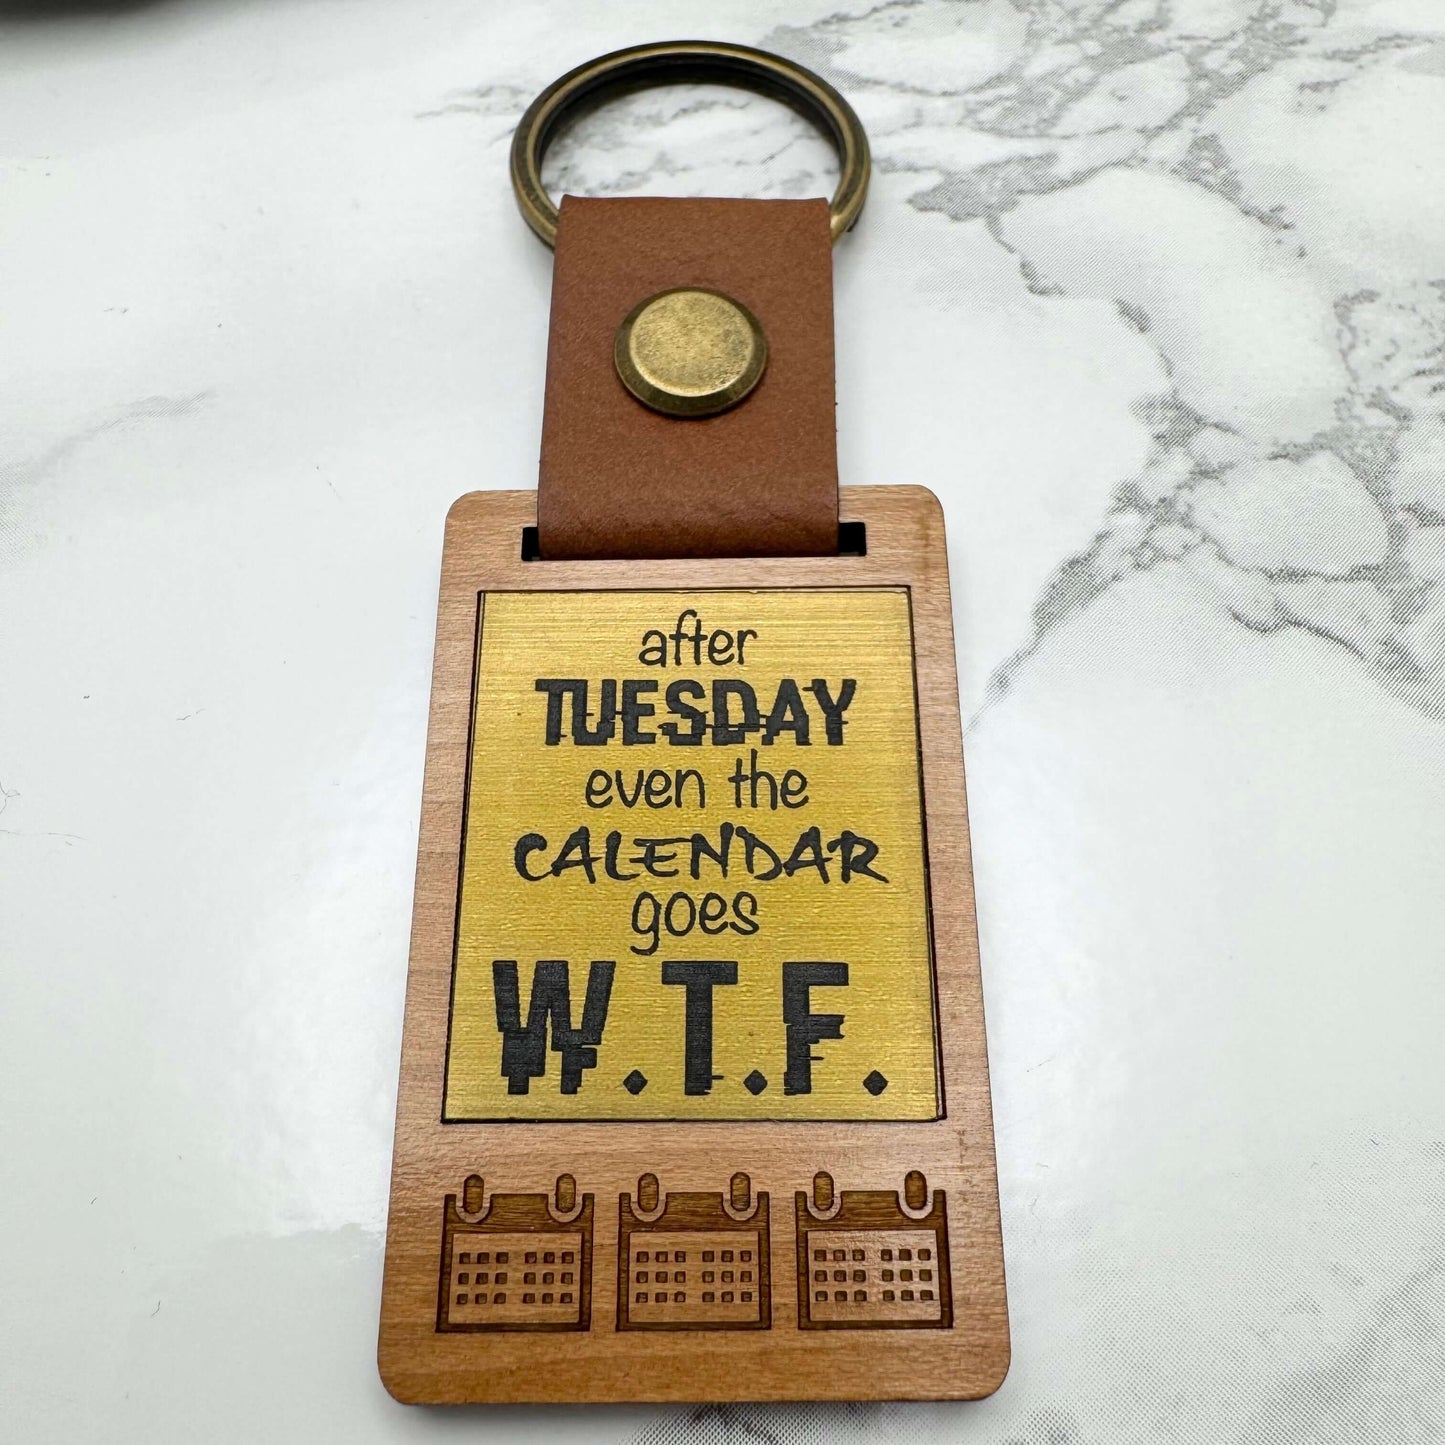 after
TUESDAY
even the
CALENDAR
goes
W.T.F.